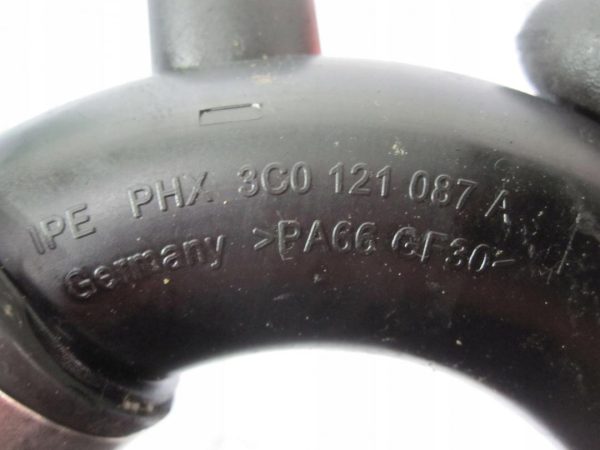 IPE PHX 3C0 121 087 A
Germany >PA66 GF30<